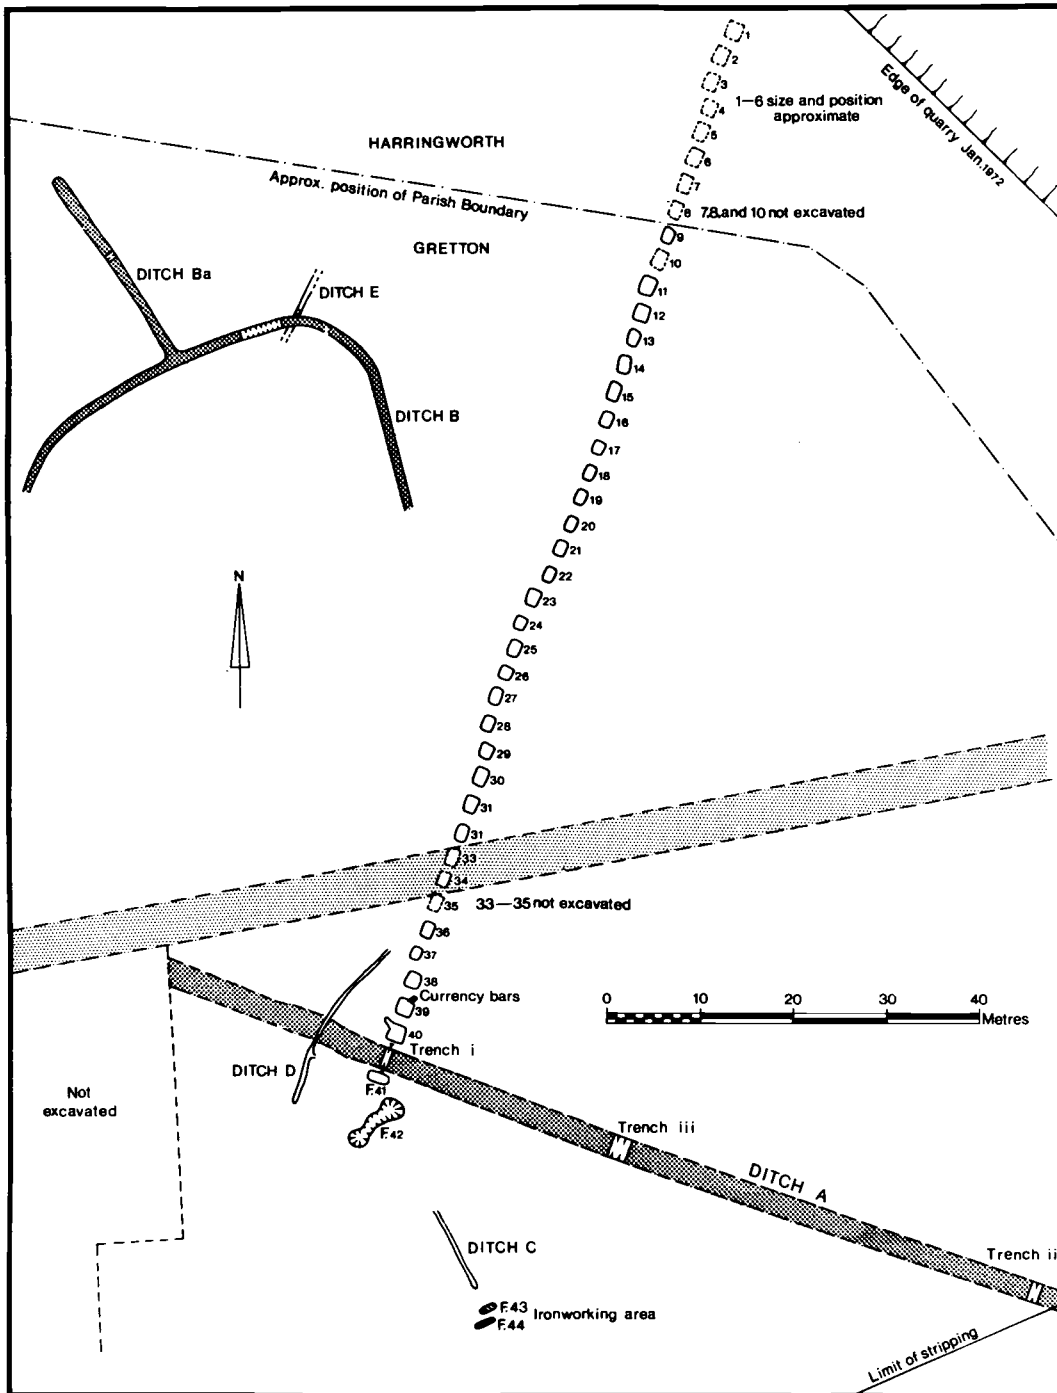 1
2
3
1–6 size and position
approximate
4
5
6
7
8
7,8,and 10 not excavated
9
10
Edge of quarry Jan.1972
HARRINGWORTH
Approx. position of Parish Boundary
GRETTON
DITCH Ba
DITCH E
DITCH B
11
12
13
14
15
16
17
18
19
20
21
22
23
24
25
26
27
28
29
30
31
31
33
34
35
33–35 not excavated
36
37
38
Currency bars
39
40
N
0 10 20 30 40
Metres
Trench i
DITCH D
F.41
F.42
Not
excavated
Trench iii
DITCH A
Trench ii
DITCH C
F.43
F.44
Ironworking area
Limit of stripping